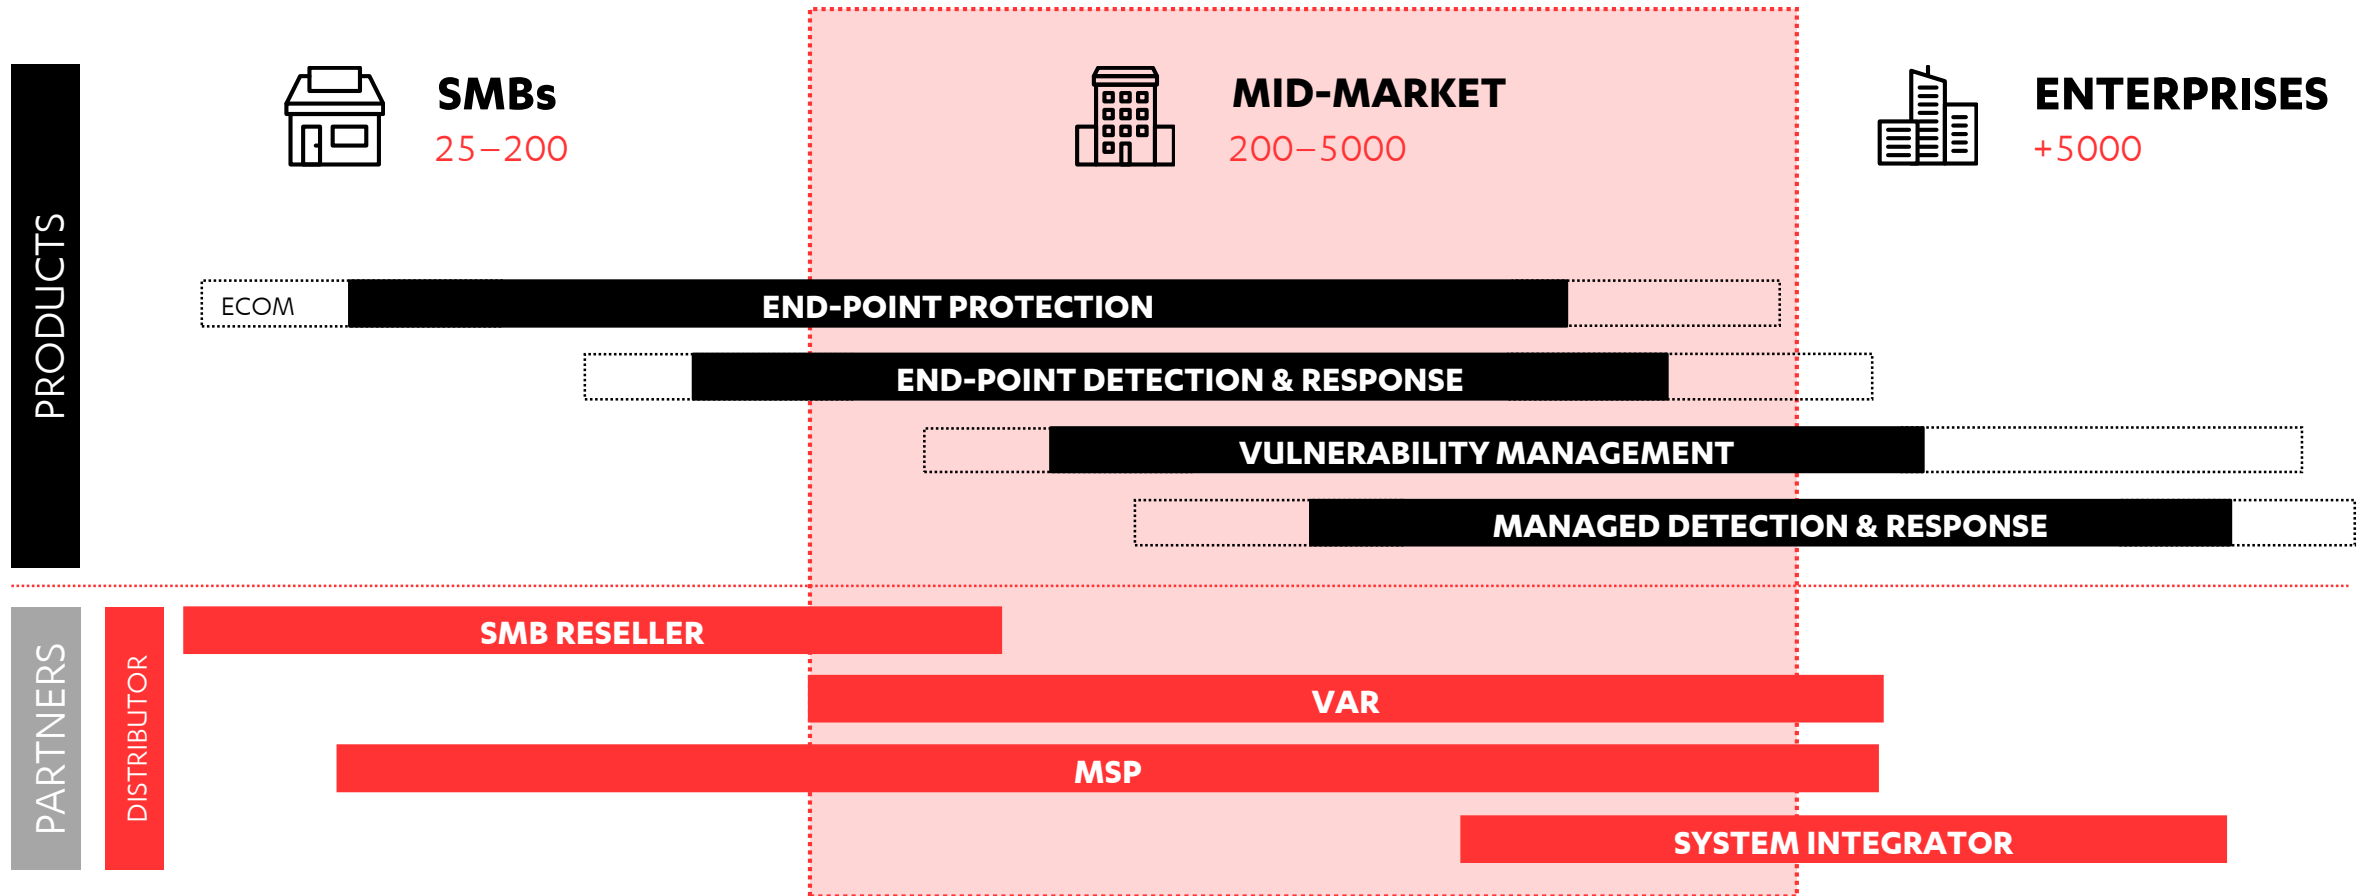 SMBs
25–200
MID-MARKET
200–5000
ENTERPRISES
+5000
PRODUCTS
ECOM
END-POINT PROTECTION
END-POINT DETECTION & RESPONSE
VULNERABILITY MANAGEMENT
MANAGED DETECTION & RESPONSE
PARTNERS
DISTRIBUTOR
SMB RESELLER
VAR
MSP
SYSTEM INTEGRATOR